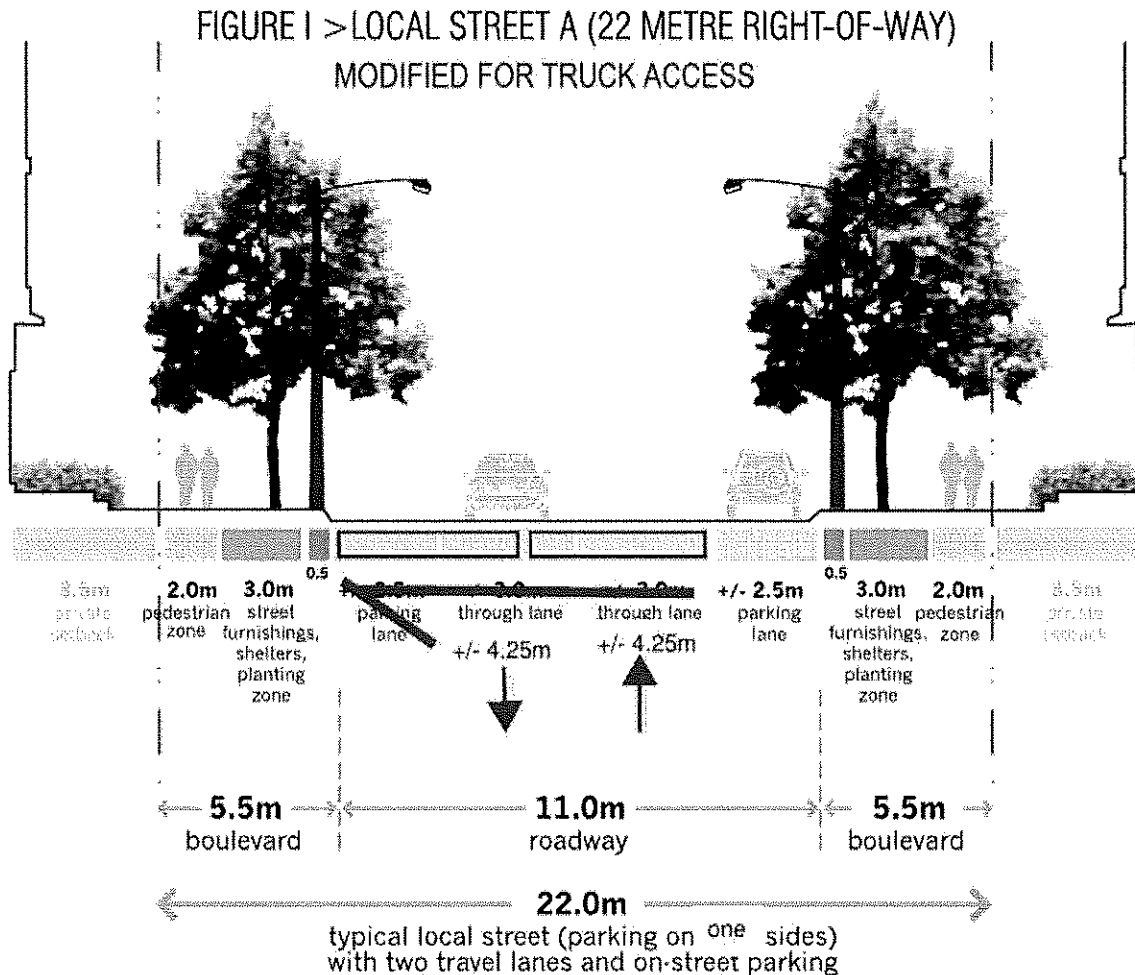 FIGURE I > LOCAL STREET A (22 METRE RIGHT-OF-WAY)
MODIFIED FOR TRUCK ACCESS
0.5
0.5
2.0m
pedestrian
zone
3.0m
street
furnishings,
shelters,
planting
zone
parking
lane
through lane
+/- 4.25m
through lane
+/- 4.25m
+/- 2.5m
parking
lane
3.0m
street
furnishings,
shelters,
planting
zone
2.0m
pedestrian
zone
5.5m
boulevard
11.0m
roadway
5.5m
boulevard
22.0m
typical local street (parking on one sides)
with two travel lanes and on-street parking